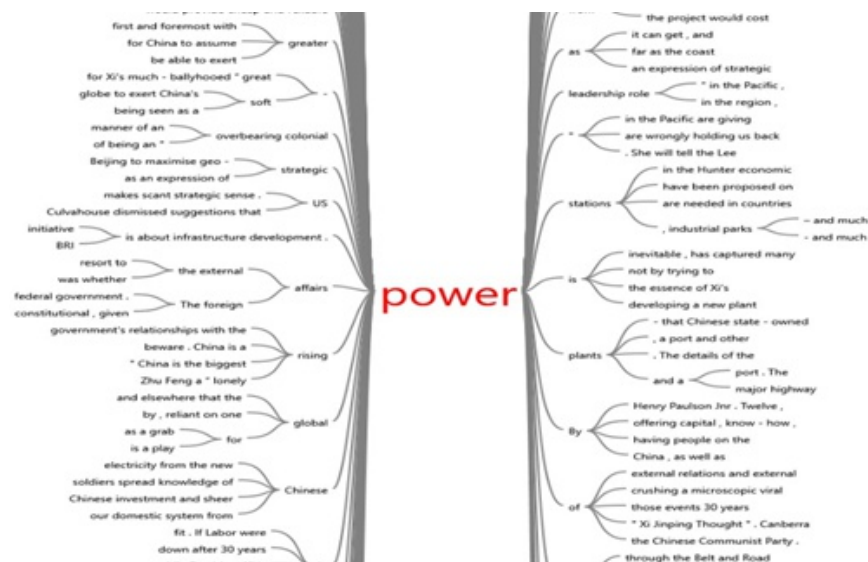 first and foremost with
for China to assume
be able to exert
greater
for Xi's much - ballyhooed " great
-
globe to exert China's
being seen as a
soft
manner of an
of being an "
overbearing colonial
Beijing to maximise geo -
as an expression of
strategic
makes scant strategic sense .
Culvahouse dismissed suggestions that
US
initiative
BRI
is about infrastructure development .
resort to
was whether
the external
federal government .
constitutional , given
The foreign
affairs
government's relationships with the
beware . China is a
" China is the biggest
Zhu Feng a " lonely
rising
and elsewhere that the
by , reliant on one
as a grab
is a play
for
global
electricity from the new
soldiers spread knowledge of
Chinese investment and sheer
our domestic system from
Chinese
fit . If Labor were
down after 30 years
power
the project would cost
as
it can get , and
far as the coast
an expression of strategic
leadership role
" in the Pacific ,
in the region ,
"
in the Pacific are giving
are wrongly holding us back
. She will tell the Lee
stations
in the Hunter economic
have been proposed on
are needed in countries
, industrial parks
- and much
- and much
is
inevitable , has captured many
not by trying to
the essence of Xi's
developing a new plant
plants
- that Chinese state - owned
, a port and other
. The details of the
and a
port . The
major highway
By
Henry Paulson Jnr . Twelve ,
offering capital , know - how ,
having people on the
China , as well as
of
external relations and external
crushing a microscopic viral
those events 30 years
" Xi Jinping Thought " . Canberra
the Chinese Communist Party .
through the Belt and Road